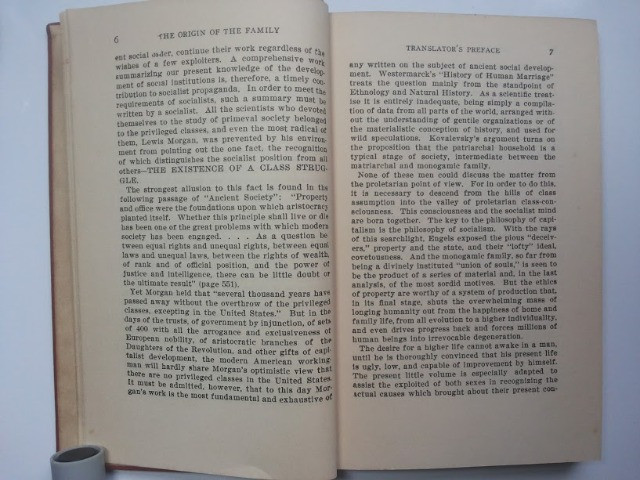 6
THE ORIGIN OF THE FAMILY
ent social order, continue their work regardless of the
wishes of a few exploiters. A comprehensive work
summarizing our present knowledge of the develop-
ment of social institutions is, therefore, a timely con-
tribution to socialist propaganda. In order to meet the
requirements of socialists, such a summary must be
written by a socialist. All the scientists who devoted
themselves to the study of primeval society belonged
to the privileged classes, and even the most radical of
them, Lewis Morgan, was prevented by his environ-
ment from pointing out the one fact, the recognition
of which distinguishes the socialist position from all
others—THE EXISTENCE OF A CLASS STRUG-
GLE.
The strongest allusion to this fact is found in the
following passage of "Ancient Society": "Property
and office were the foundations upon which aristocracy
planted itself. Whether this principle shall live or die
has been one of the great problems with which modern
society has been engaged. . . . As a question be
tween equal rights and unequal rights, between equal
laws and unequal laws, between the rights of wealth,
of rank and of official position, and the power of
justice and intelligence, there can be little doubt of
the ultimate result" (page 551).
Yet Morgan held that "several thousand years have
passed away without the overthrow of the privileged
classes, excepting in the United States." But in the
days of the trusts, of government by injunction, of sets
of 400 with all the arrogance and exclusiveness of
European nobility, of aristocratic branches of the
Daughters of the Revolution, and other gifts of capi-
talist development, the modern American working-
man will hardly share Morgan's optimistic view that
there are no privileged classes in the United States.
It must be admitted, however, that to this day Mor-
gan's work is the most fundamental and exhaustive of
TRANSLATOR'S PREFACE
7
any written on the subject of ancient social develop-
ment. Westermarck's "History of Human Marriage"
treats the question mainly from the standpoint of
Ethnology and Natural History. As a scientific treat-
ise it is entirely inadequate, being simply a compila-
tion of data from all parts of the world, arranged with-
out the understanding of gentile organizations or of
the materialistic conception of history, and used for
wild speculations. Kovalevsky's argument turns on
the proposition that the patriarchal household is a
typical stage of society, intermediate between the
matriarchal and monogamic family.
None of these men could discuss the matter from the
proletarian point of view. For in order to do this,
it is necessary to descend from the hills of class
assumption into the valley of proletarian class-con-
sciousness. This consciousness and the socialist mind
are born together. The key to the philosophy of capi-
talism is the philosophy of socialism. With the rays
of this searchlight, Engels exposed the pious "deceiv-
ers," property and the state, and their "lofty" ideal,
covetousness. And the monogamic family, so far from
being a divinely instituted "union of souls," is seen to
be the product of a series of material and, in the last
analysis, of the most sordid motives. But the ethics
of property are worthy of a system of production that,
in its final stage, shuts the overwhelming mass of
longing humanity out from the happiness of home and
family life, from all evolution to a higher individuality,
and even drives progress back and forces millions of
human beings into irrevocable degeneration.
The desire for a higher life cannot awake in a man,
until he is thoroughly convinced that his present life
is ugly, low, and capable of improvement by himself.
The present little volume is especially adapted to
assist the exploited of both sexes in recognizing the
actual causes which brought about their present con-